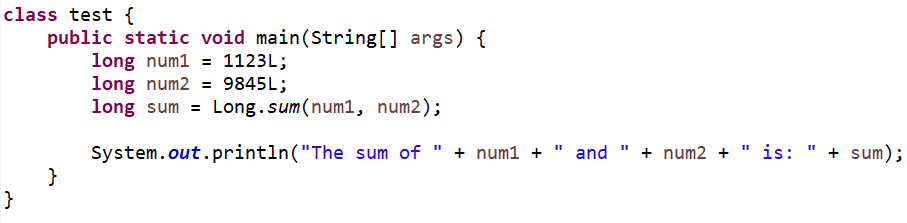 class test {
    public static void main(String[] args) {
        long num1 = 1123L;
        long num2 = 9845L;
        long sum = Long.sum(num1, num2);

        System.out.println("The sum of " + num1 + " and " + num2 + " is: " + sum);
    }
}